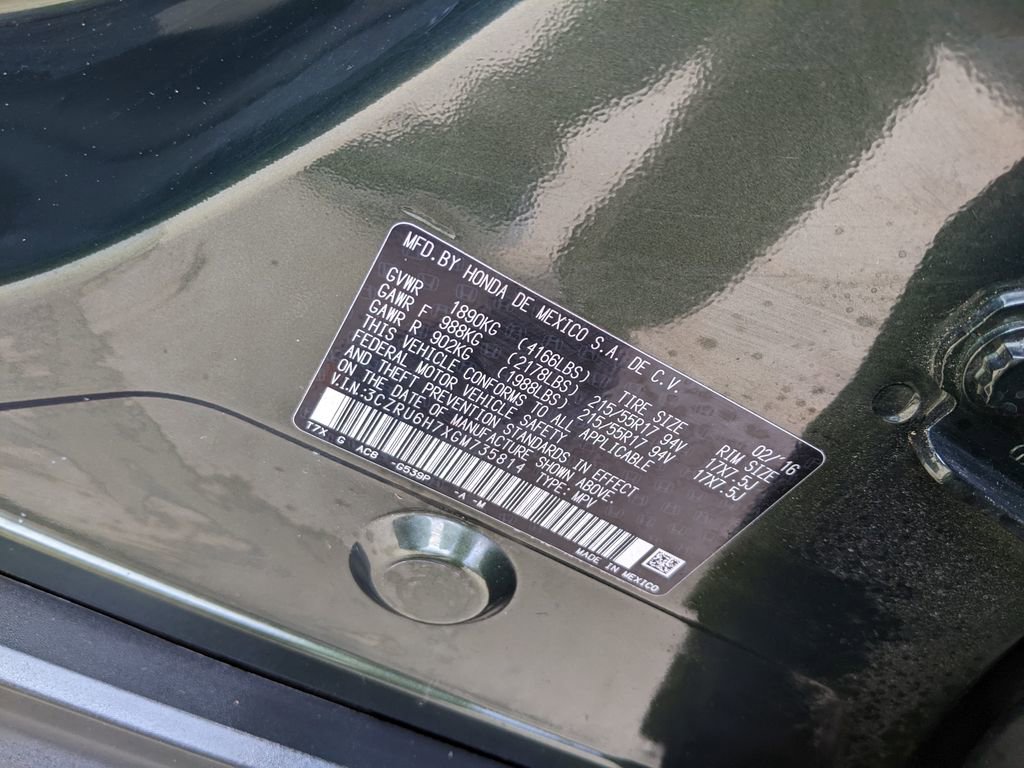 MFD. BY HONDA DE MEXICO S.A. DE C.V. 02/16
GVWR 1890KG (4166LBS) TIRE SIZE RIM SIZE
GAWR F 988KG (2178LBS) 215/55R17 94V 17X7.5J
GAWR R 902KG (1988LBS) 215/55R17 94V 17X7.5J
THIS VEHICLE CONFORMS TO ALL APPLICABLE
FEDERAL MOTOR VEHICLE SAFETY
AND THEFT PREVENTION STANDARDS IN EFFECT
ON THE DATE OF MANUFACTURE SHOWN ABOVE.
V.I.N.:3CZRU6H7XGM735814 TYPE: MPV
T7X G AC8 -G539P -A -M MADE IN MEXICO